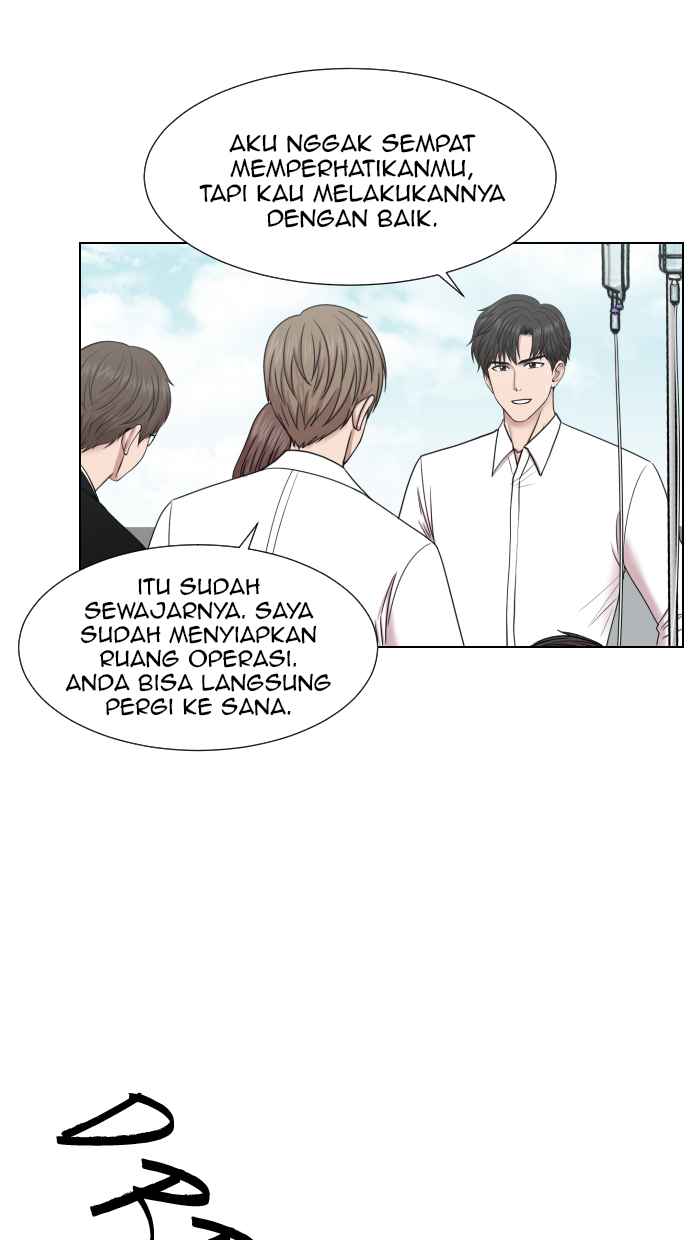 AKU NGGAK SEMPAT
MEMPERHATIKANMU,
TAPI KAU MELAKUKANNYA
DENGAN BAIK.
ITU SUDAH
SEWAJARNYA. SAYA
SUDAH MENYIAPKAN
RUANG OPERASI.
ANDA BISA LANGSUNG
PERGI KE SANA.
D
R